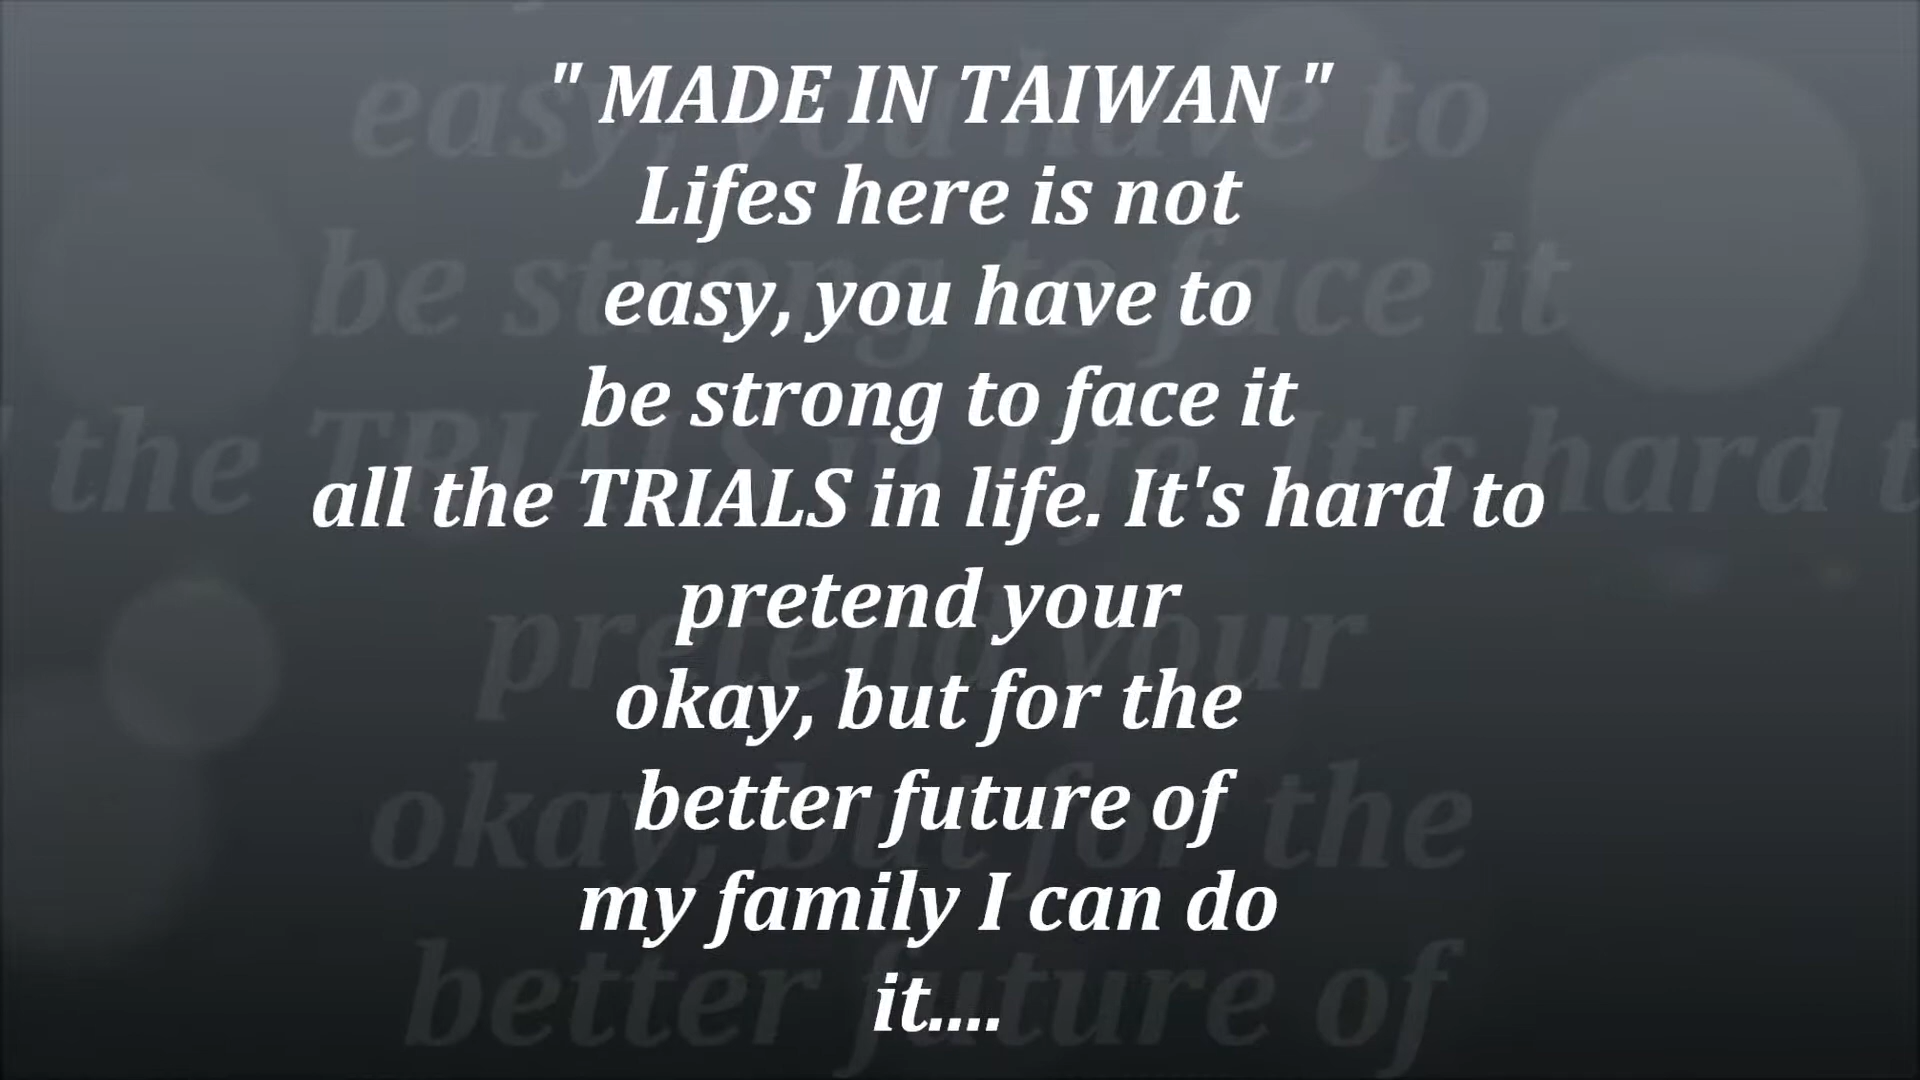 " MADE IN TAIWAN "
Lifes here is not
easy, you have to
be strong to face it
all the TRIALS in life. It's hard to
pretend your
okay, but for the
better future of
my family I can do
it....